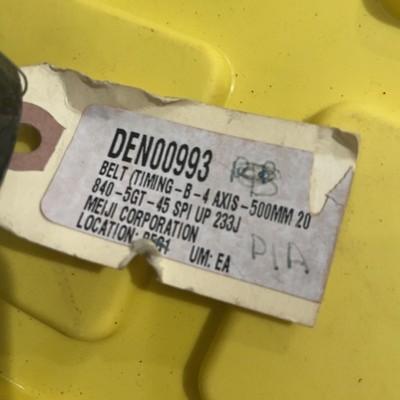 DEN00993
BELT (TIMING-B-4 AXIS-500MM 20
840-5GT-45 SPI UP 233J
MEIJI CORPORATION
LOCATION: UM: EA
PIA